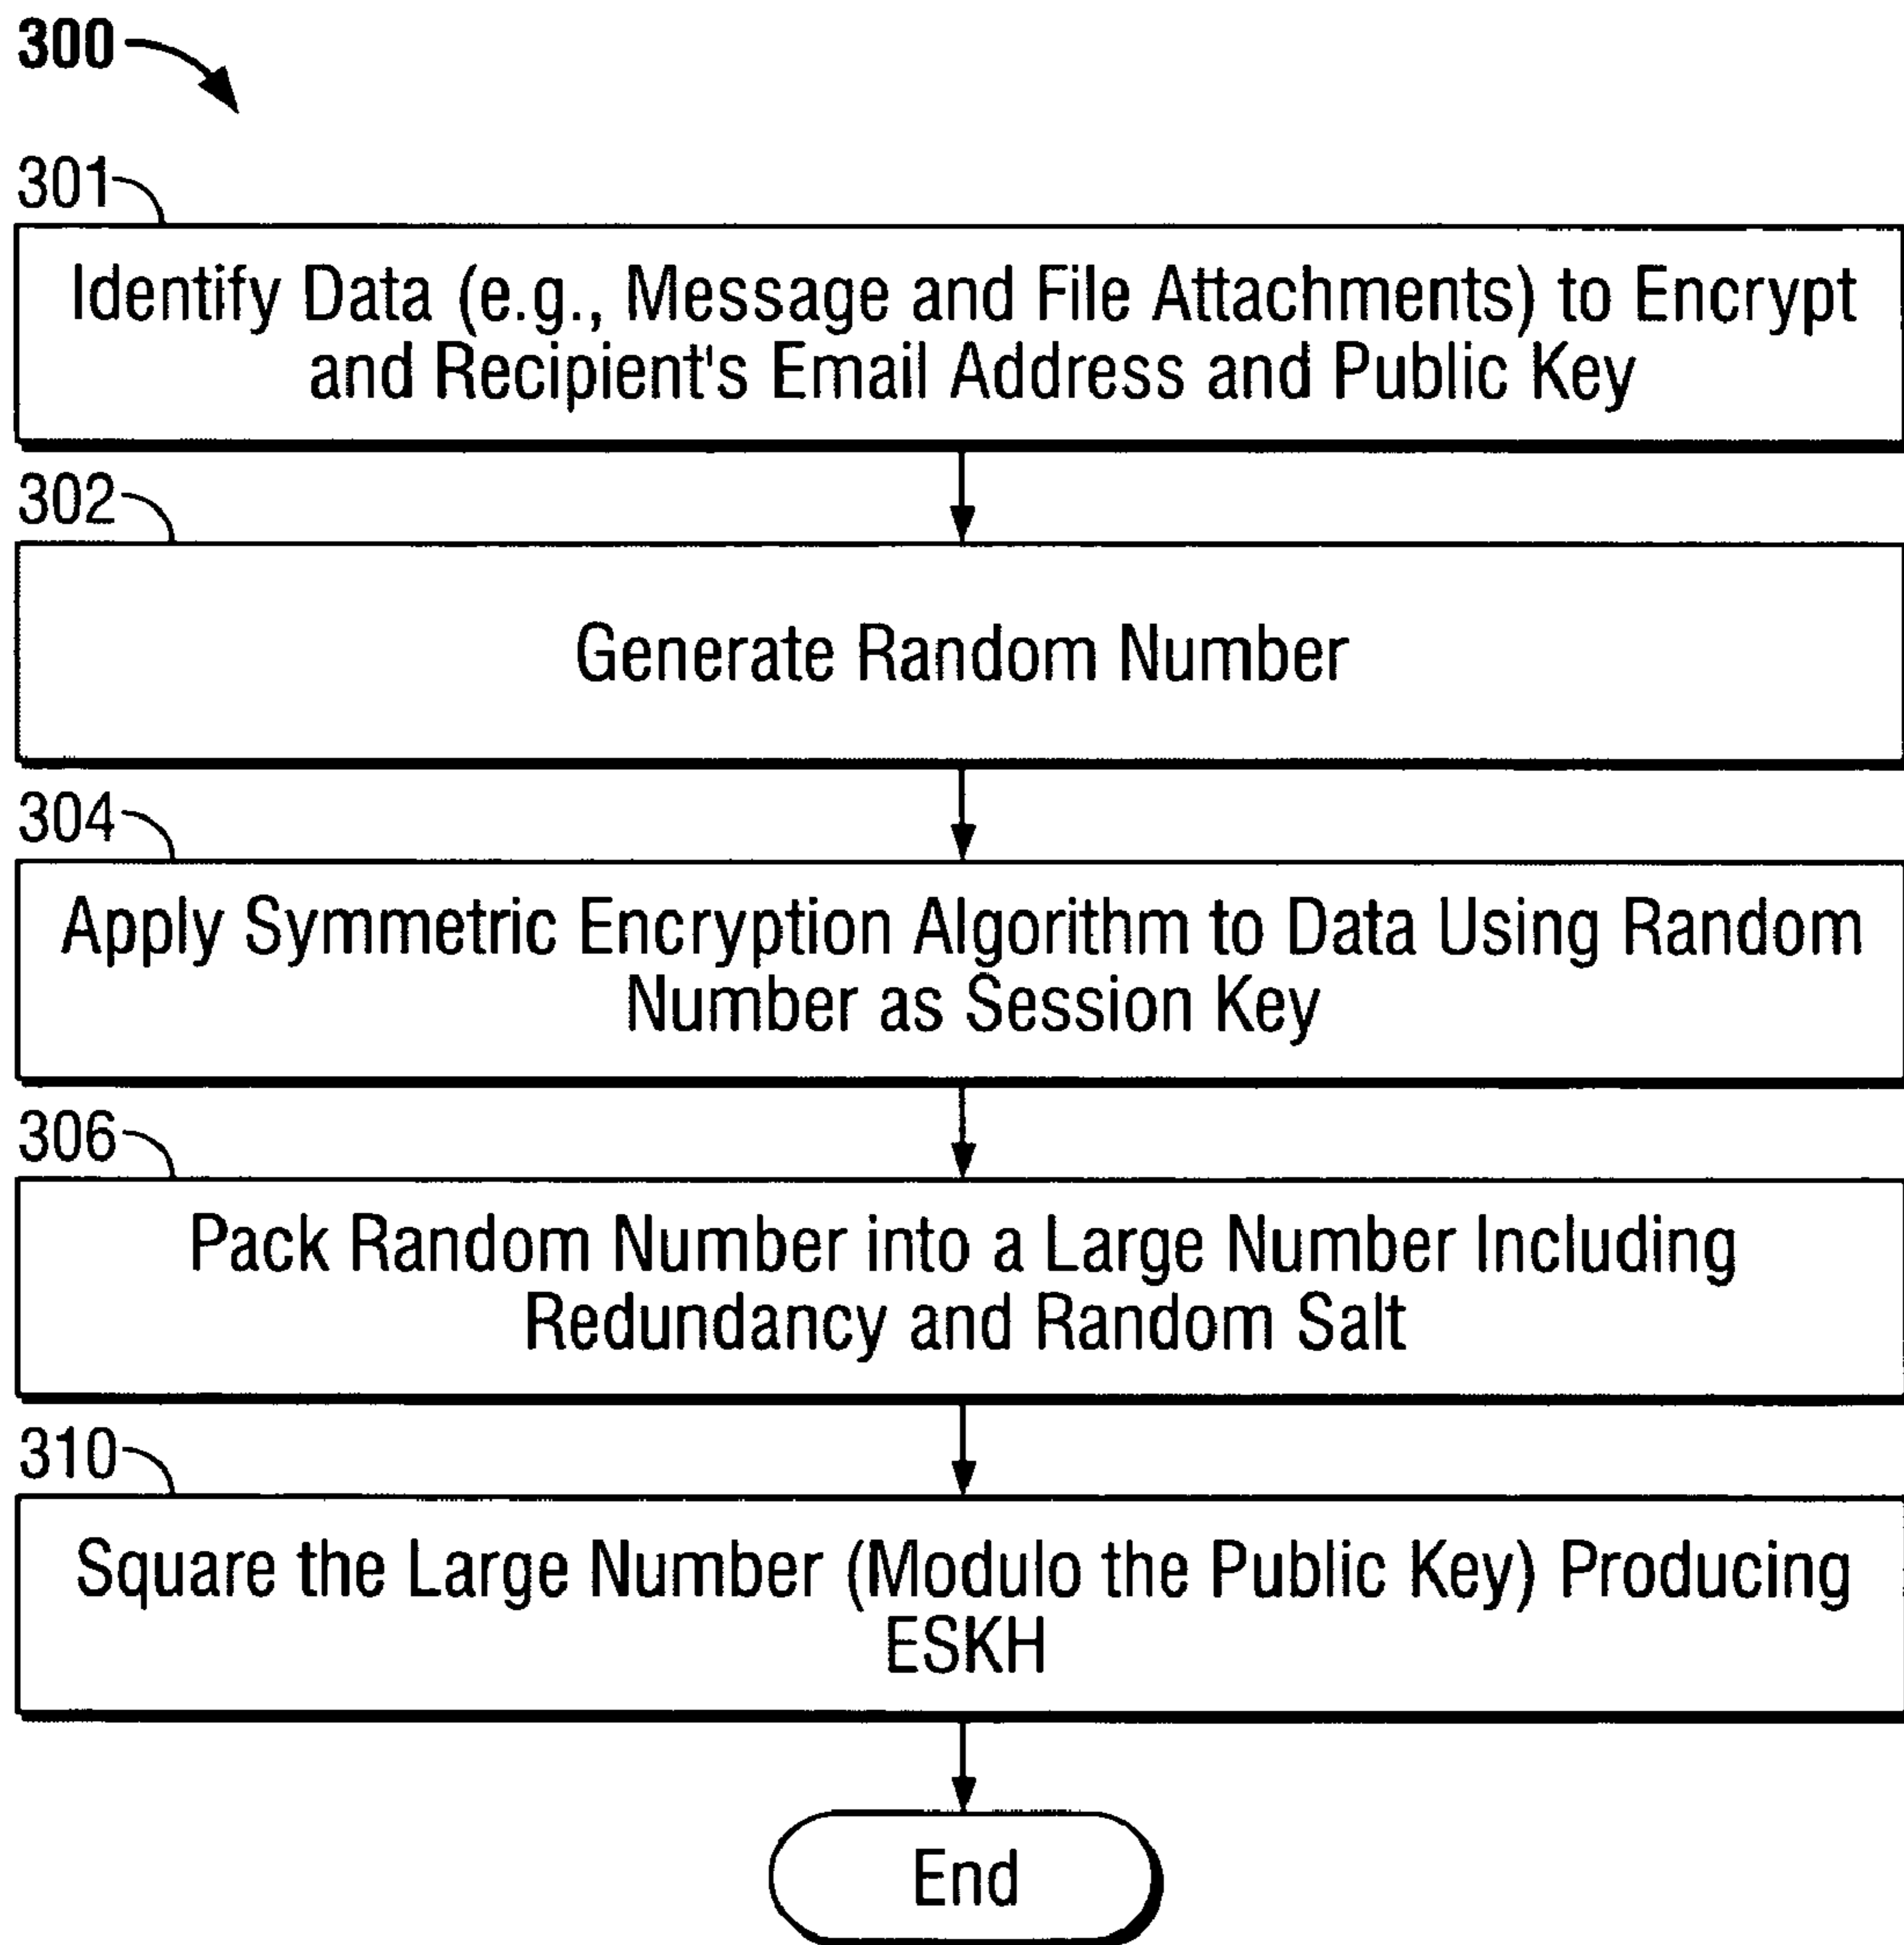 300
301
Identify Data (e.g., Message and File Attachments) to Encrypt
and Recipient's Email Address and Public Key
302
Generate Random Number
304
Apply Symmetric Encryption Algorithm to Data Using Random
Number as Session Key
306
Pack Random Number into a Large Number Including
Redundancy and Random Salt
310
Square the Large Number (Modulo the Public Key) Producing
ESKH
End